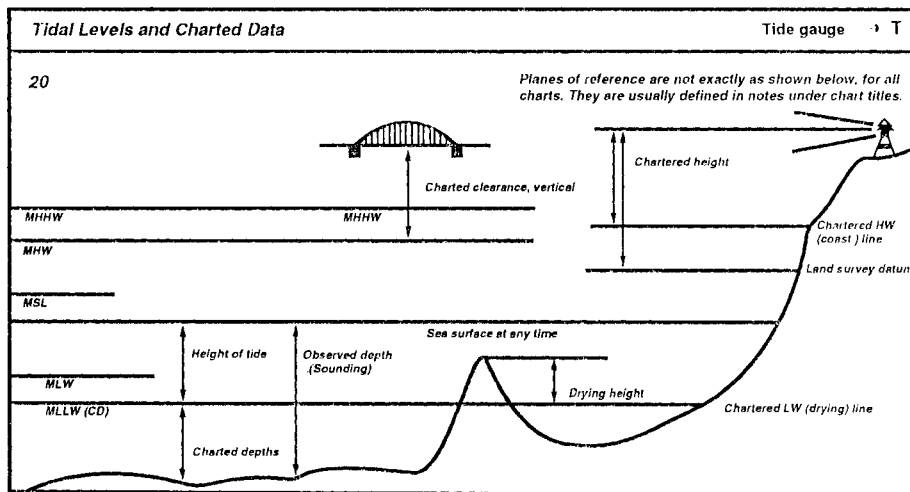 Tidal Levels and Charted Data
Tide gauge T
20
Planes of reference are not exactly as shown below, for all
charts. They are usually defined in notes under chart titles.
Chartered height
Charted clearance, vertical
MHHW
MHHW
Chartered HW
(coast ) line
MHW
Land survey datum
MSL
Sea surface at any time
Height of tide
Observed depth
(Sounding)
MLW
Drying height
MLLW (CD)
Chartered LW (drying) line
Charted depths